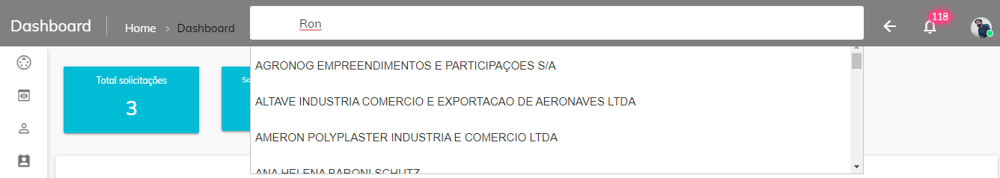 Dashboard
Home > Dashboard
Ron
118
Total solicitações
3
So
AGRONOG EMPREENDIMENTOS E PARTICIPAÇOES S/A
ALTAVE INDUSTRIA COMERCIO E EXPORTACAO DE AERONAVES LTDA
AMERON POLYPLASTER INDUSTRIA E COMERCIO LTDA
ANA HELENA BARONI SCHUTZ